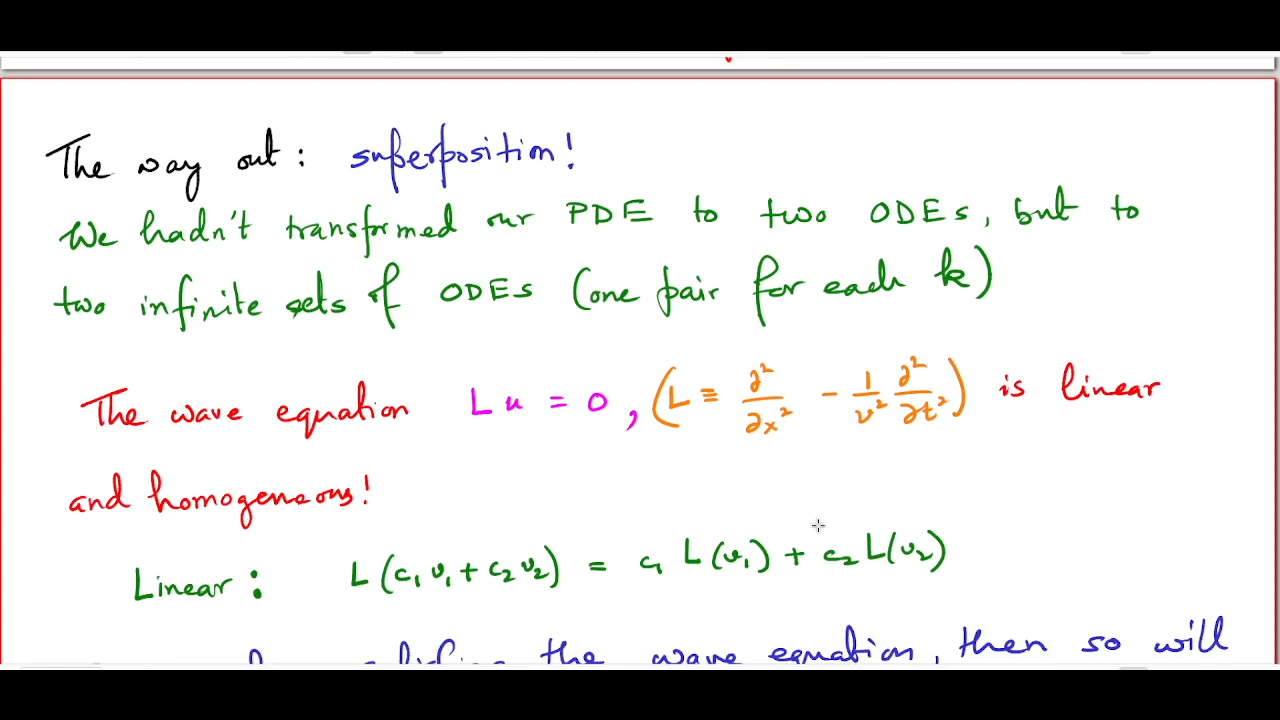 The way out: superposition!
We hadn't transformed our PDE to two ODEs, but to
two infinite sets of ODEs (one pair for each k)
The wave equation Lu = 0, (L ≡ ∂²/∂x² - 1/v² ∂²/∂t²) is linear
and homogeneous!
Linear: L(c₁v₁ + c₂v₂) = c₁ L(v₁) + c₂ L(v₂)
the wave equation, then so will